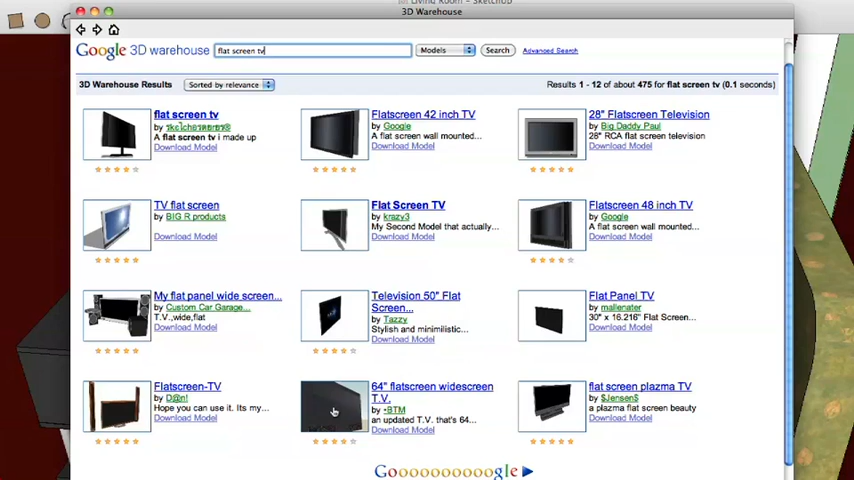 Living Room - SketchUp
3D Warehouse
Google 3D warehouse flat screen tv Models Search Advanced Search
3D Warehouse Results Sorted by relevance Results 1 - 12 of about 475 for flat screen tv (0.1 seconds)
flat screen tv
by
A flat screen tv i made up
Download Model
Flatscreen 42 inch TV
by Google
A flat screen wall mounted...
Download Model
28" Flatscreen Television
by Big Daddy Paul
28" RCA flat screen television
Download Model
TV flat screen
by BIG R products
Download Model
Flat Screen TV
by krazy3
My Second Model that actually...
Download Model
Flatscreen 48 inch TV
by Google
A flat screen wall mounted...
Download Model
My flat panel wide screen...
by Custom Car Garage...
T.V.,wide,flat
Download Model
Television 50" Flat
Screen...
by Tazzy
Stylish and minimilistic...
Download Model
Flat Panel TV
by mallenater
30" x 16.216" Flat Screen...
Download Model
Flatscreen-TV
by D@n!
Hope you can use it. Its my...
Download Model
64" flatscreen widescreen
T.V.
by -BTM
an updated T.V. that's 64...
Download Model
flat screen plazma TV
by $Jensen$
a plazma flat screen beauty
Download Model
Goooooooooogle